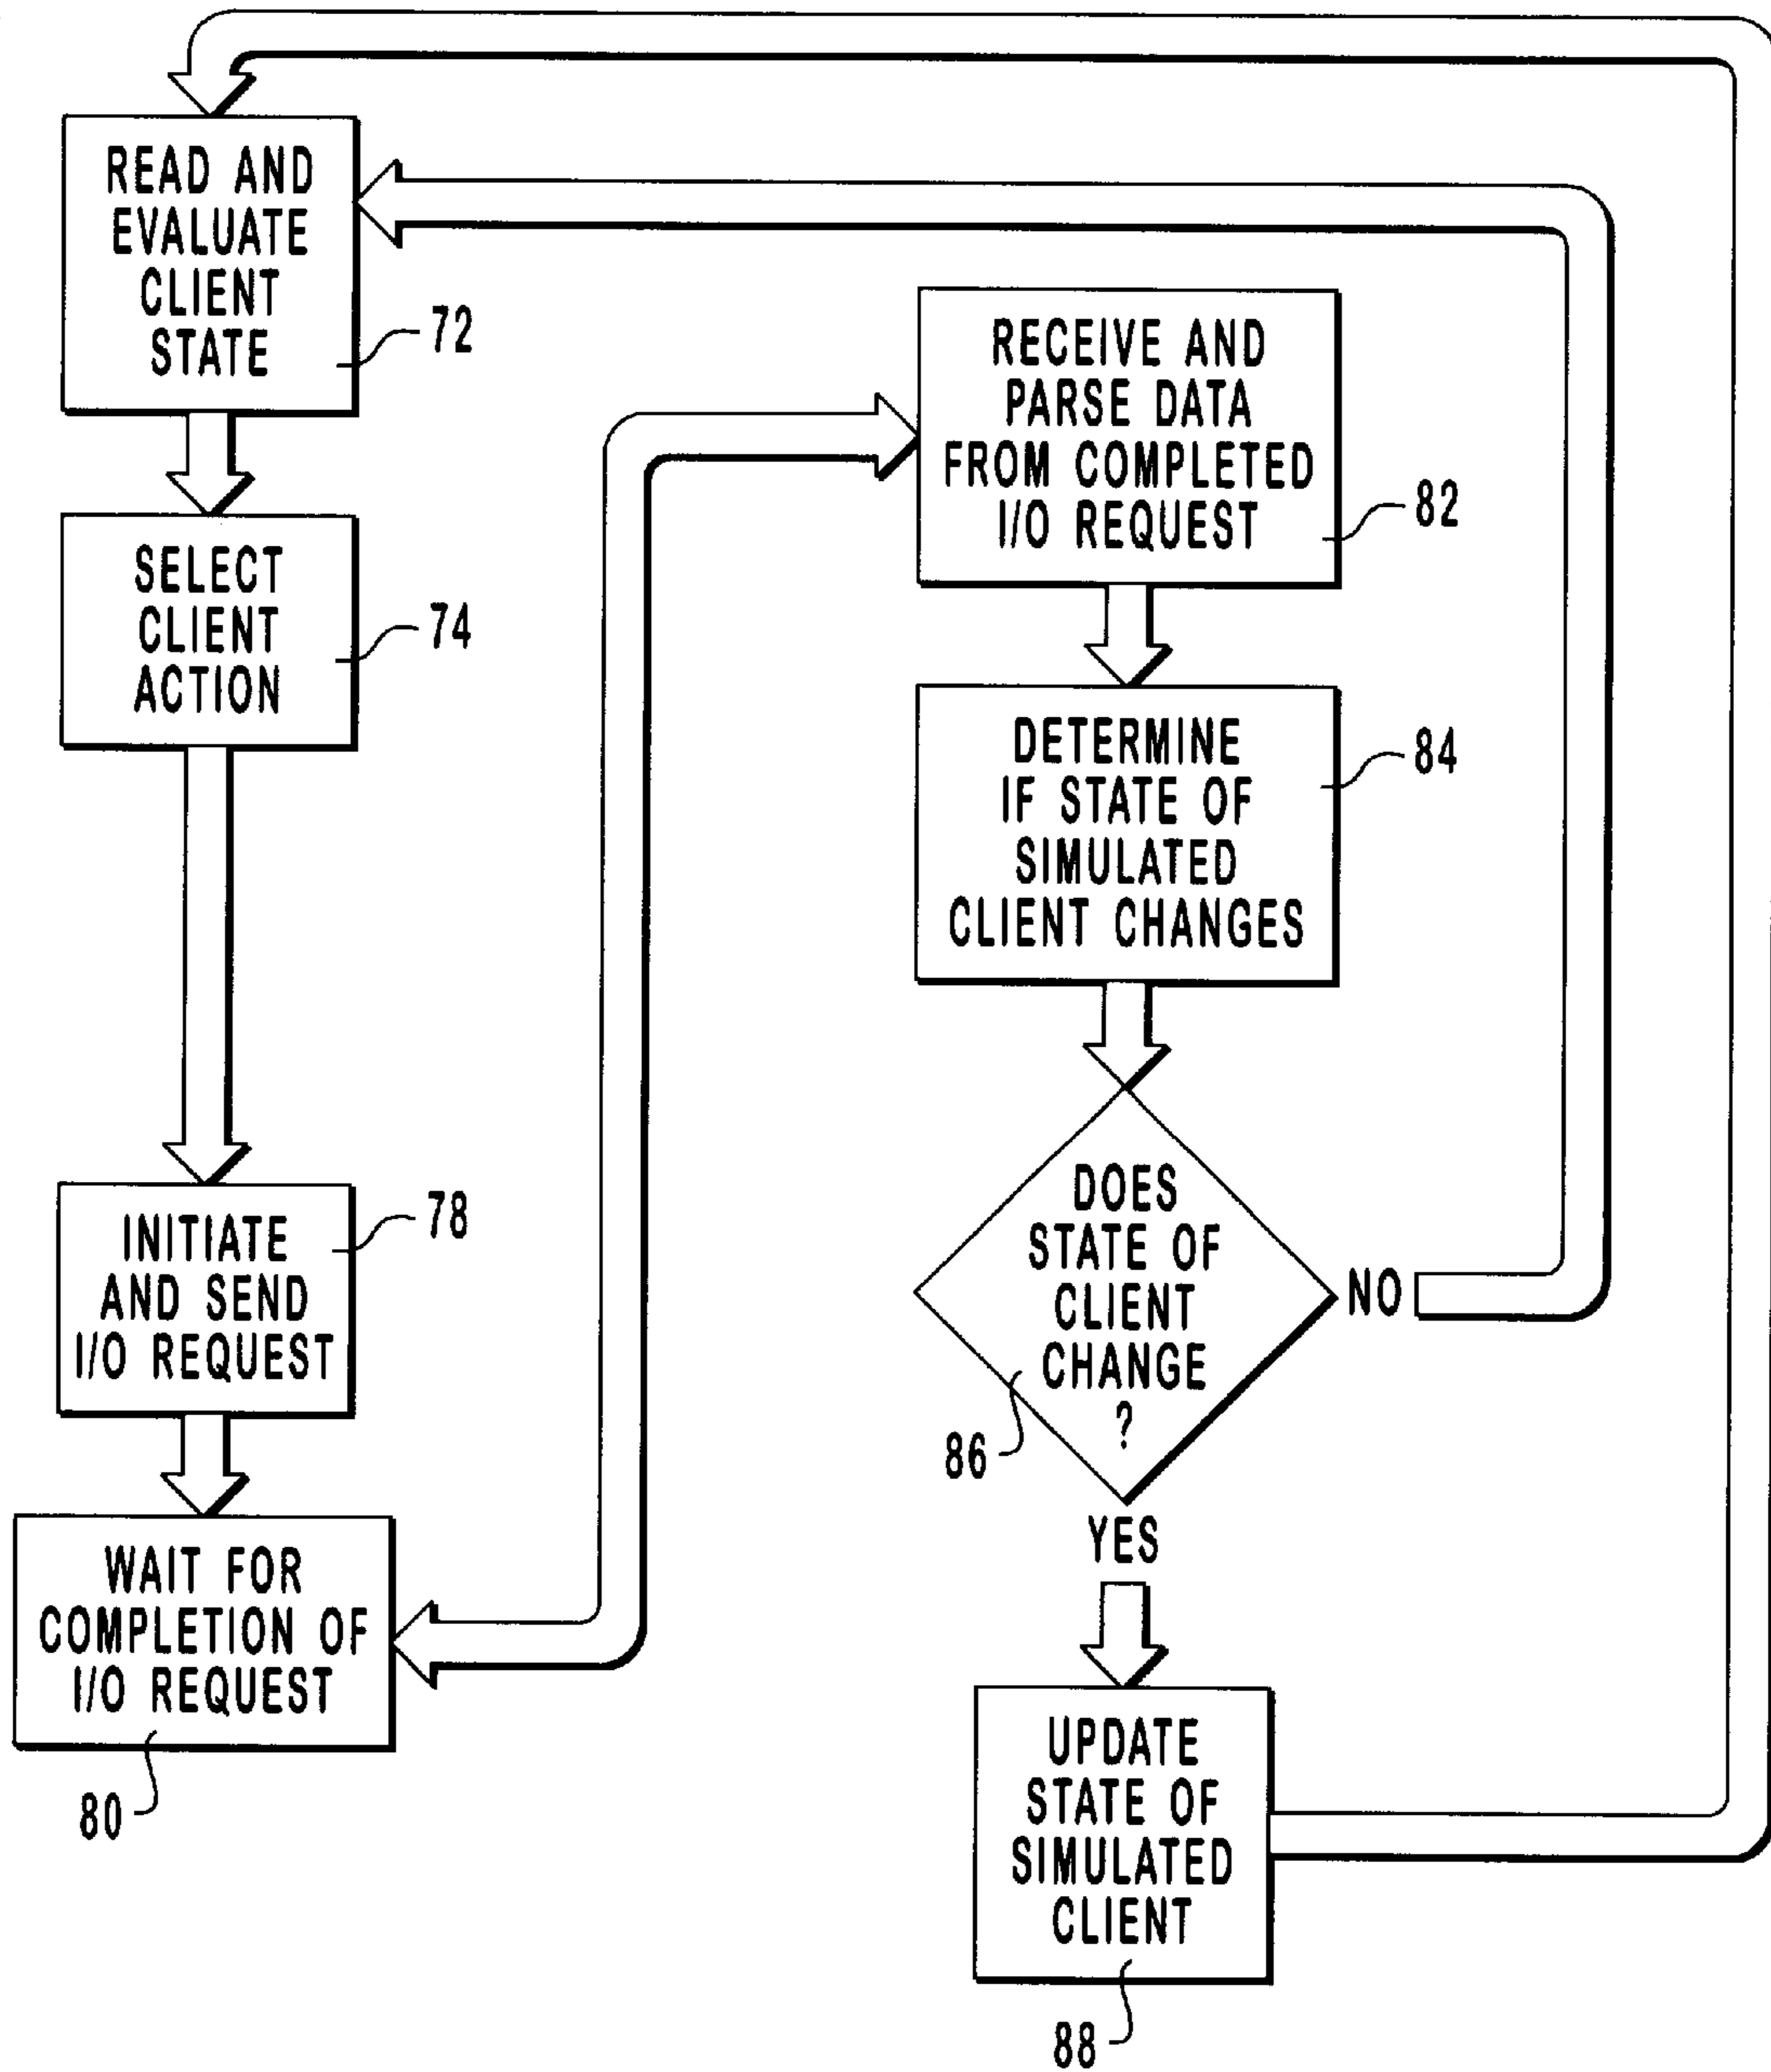 READ AND
EVALUATE
CLIENT
STATE
72
SELECT
CLIENT
ACTION
74
INITIATE
AND SEND
I/O REQUEST
78
WAIT FOR
COMPLETION OF
I/O REQUEST
80
RECEIVE AND
PARSE DATA
FROM COMPLETED
I/O REQUEST
82
DETERMINE
IF STATE OF
SIMULATED
CLIENT CHANGES
84
DOES
STATE OF
CLIENT
CHANGE
?
86
NO
YES
UPDATE
STATE OF
SIMULATED
CLIENT
88